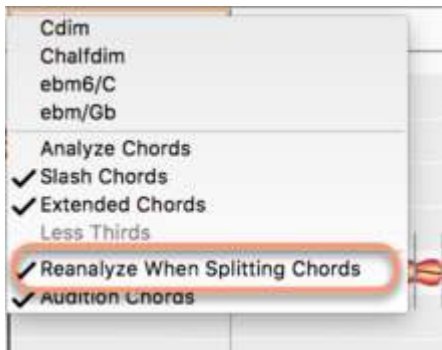 Cdim
Chalfdim
ebm6/C
ebm/Gb
Analyze Chords
Slash Chords
Extended Chords
Less Thirds
Reanalyze When Splitting Chords
Audition Chords